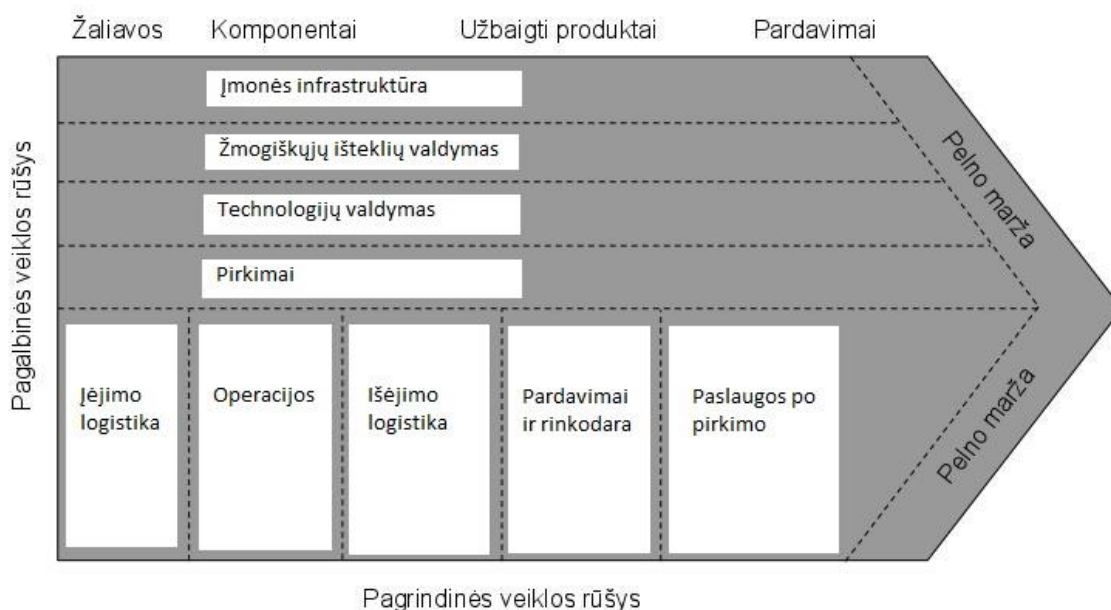 Žaliavos
Komponentai
Užbaigti produktai
Pardavimai
Pagalbinės veiklos rūšys
Įmonės infrastruktūra
Žmogiškųjų išteklių valdymas
Technologijų valdymas
Pirkimai
Pelno marža
Įėjimo
logistika
Operacijos
Išėjimo
logistika
Pardavimai
ir rinkodara
Paslaugos po
pirkimo
Pelno marža
Pagrindinės veiklos rūšys